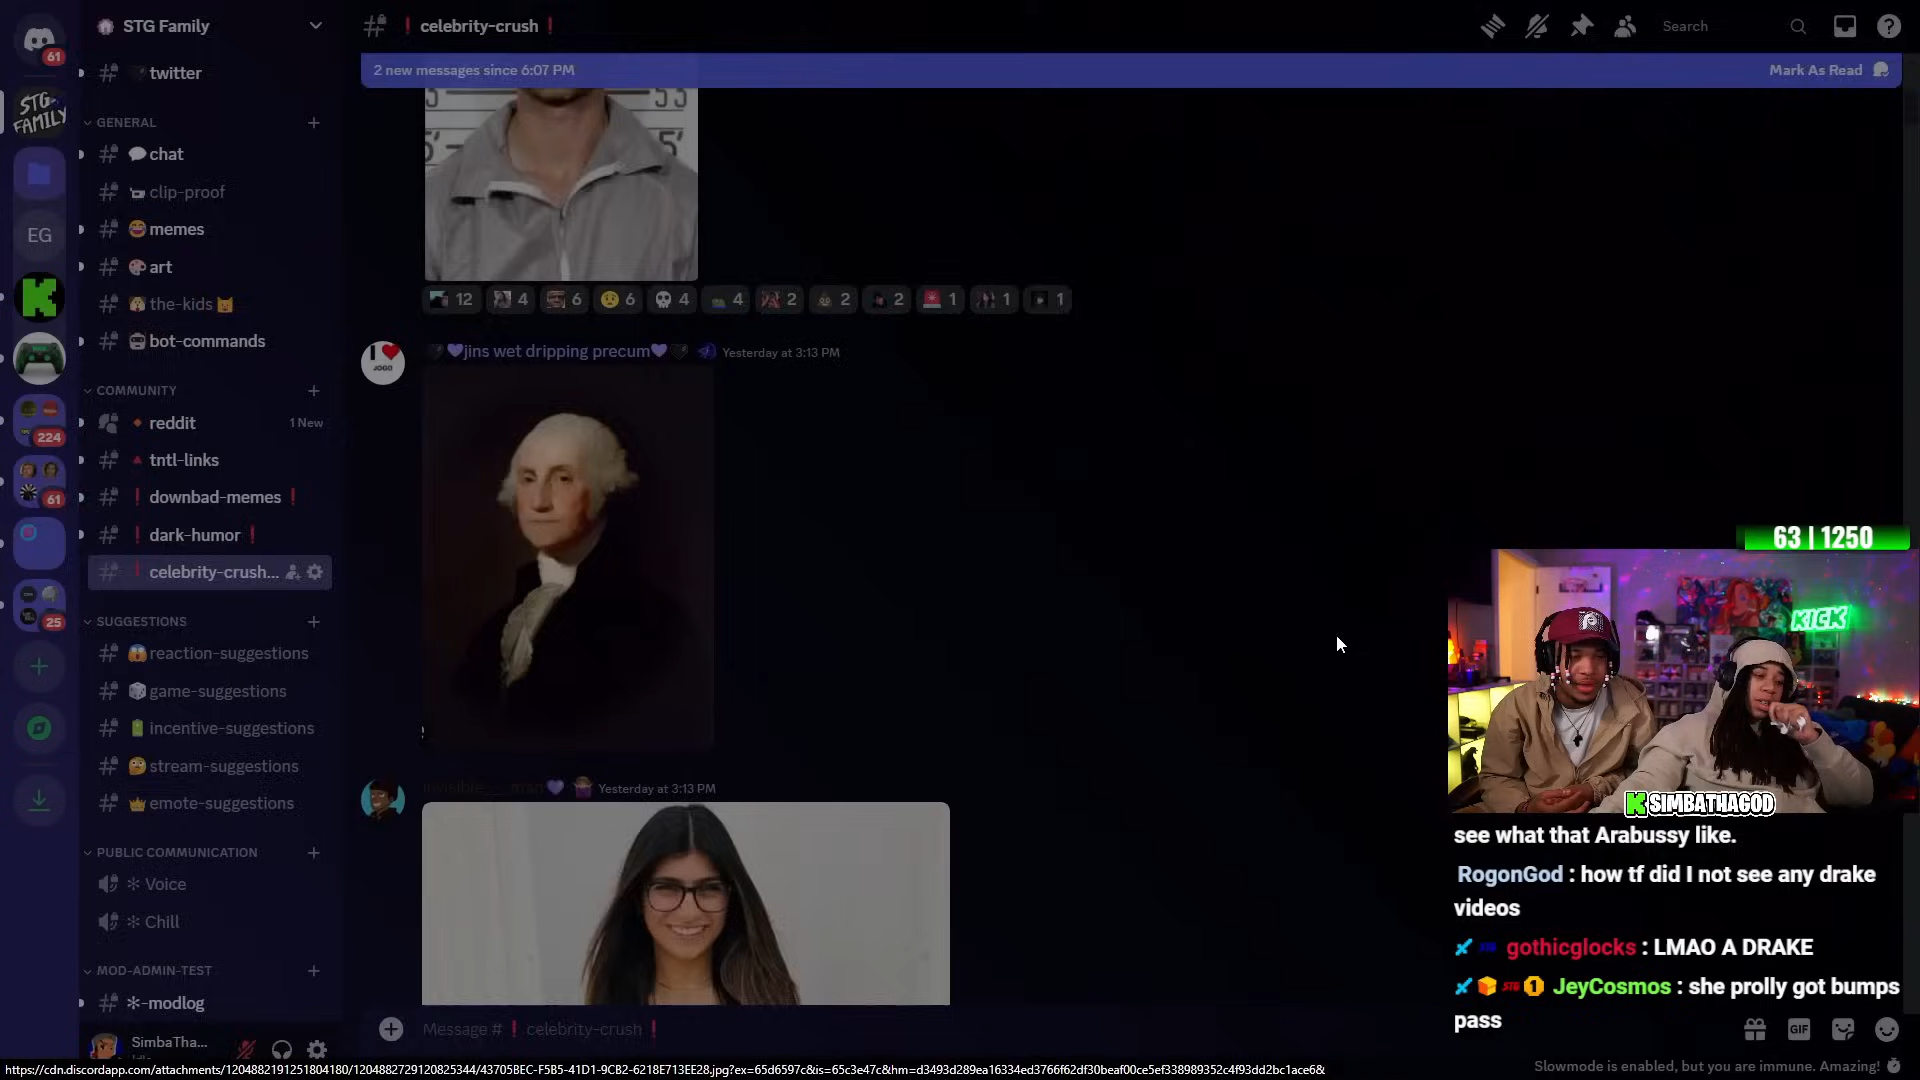 61
STG Family
celebrity-crush
Search
2 new messages since 6:07 PM
Mark As Read
twitter
STG
FAMILY
GENERAL
chat
clip-proof
memes
EG
art
the-kids
bot-commands
12 4 6 6 4 4 2 2 2 1 1 1
I
JOGO
jins wet dripping precum
Yesterday at 3:13 PM
COMMUNITY
reddit
1 New
224
tntl-links
61
downbad-memes
dark-humor
celebrity-crush...
25
SUGGESTIONS
reaction-suggestions
game-suggestions
incentive-suggestions
stream-suggestions
emote-suggestions
Yesterday at 3:13 PM
PUBLIC COMMUNICATION
Voice
Chill
MOD-ADMIN-TEST
-modlog
SimbaTha...
Message # celebrity-crush
63 | 1250
KICK
K SIMBATHAGOD
see what that Arabussy like.
RogonGod : how tf did I not see any drake
videos
gothicglocks : LMAO A DRAKE
JeyCosmos : she prolly got bumps
pass
GIF
Slowmode is enabled, but you are immune. Amazing!
https://cdn.discordapp.com/attachments/1204882191251804180/1204882729120825344/43705BEC-F5B5-41D1-9CB2-6218E713EE28.jpg?ex=65d6597c&is=65c3e47c&hm=d3493d289ea16334ed3766f62df30beaf00ce5ef338989352c4f93dd2bc1ace6&